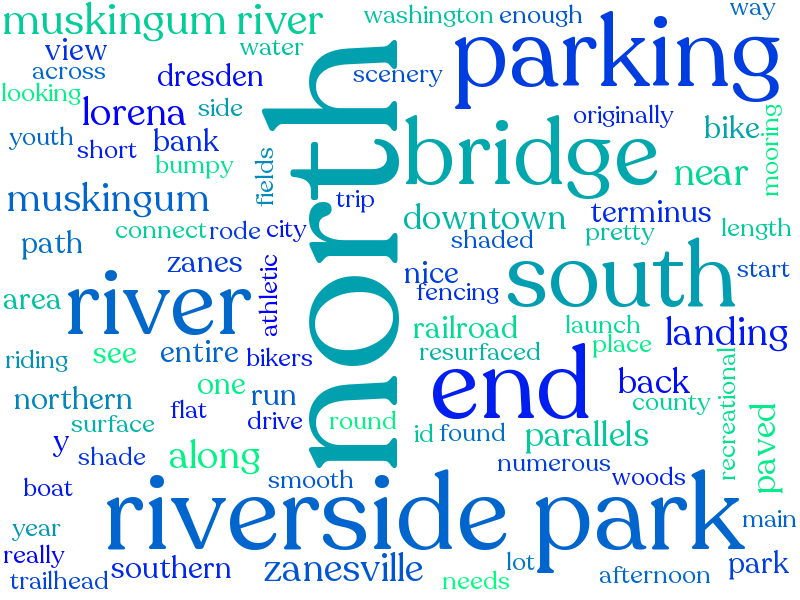 muskingum river
washington
enough
way
view
water
parking
across
dresden
scenery
looking
lorena
side
originally
youth
short
bank
bridge
bike
mooring
bumpy
near
fields
north
trip
muskingum
downtown
terminus
path
connect
rode
city
shaded
pretty
length
zanes
athletic
nice
south
start
area
river
fencing
railroad
launch
landing
riding
see
entire
bikers
resurfaced
place
northern
one
run
end
back
recreational
county
surface
flat
drive
round
id
found
parallels
paved
y
shade
along
numerous
woods
boat
smooth
riverside park
year
main
really
trailhead
southern
zanesville
needs
lot
afternoon
park